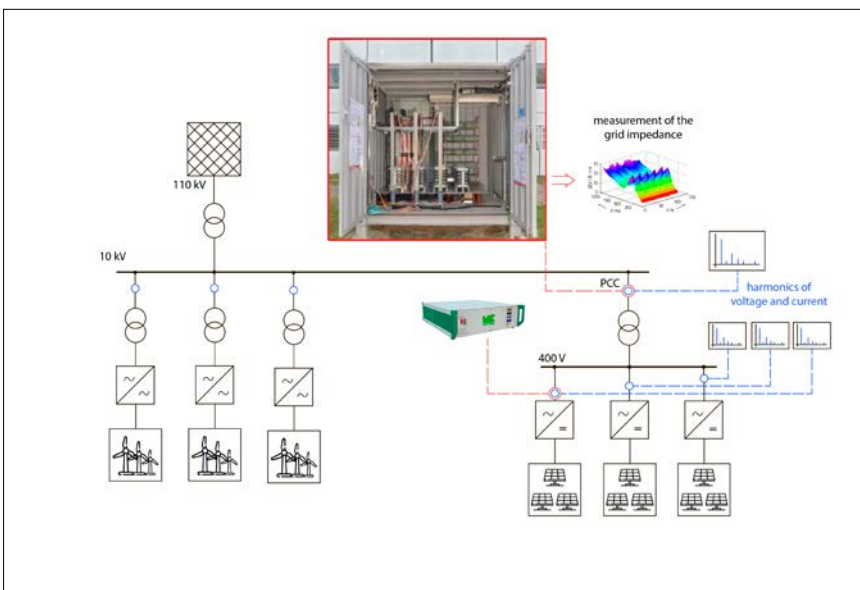 measurement of the
grid impedance
110 kV
10 kV
PCC
harmonics of
voltage and current
400 V